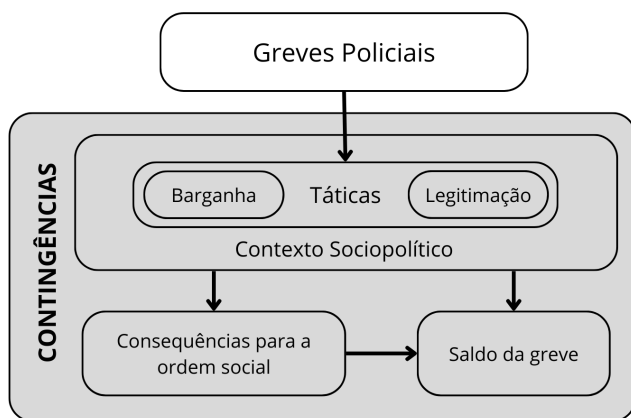 Greves Policiais
CONTINGÊNCIAS
Barganha
Táticas
Legitimação
Contexto Sociopolítico
Consequências para a
ordem social
Saldo da greve